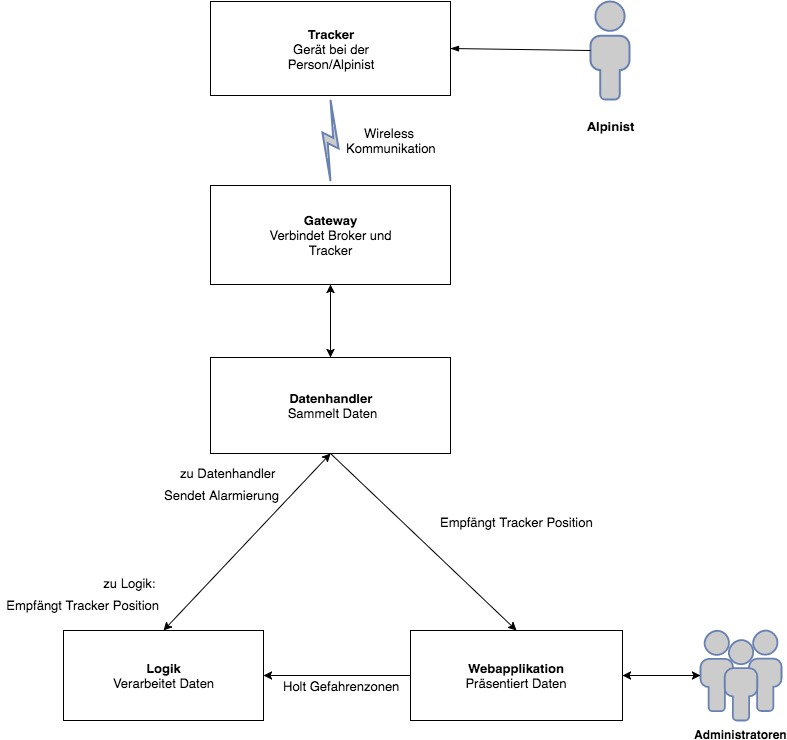 Tracker
Gerät bei der
Person/Alpinist
Alpinist
Wireless
Kommunikation
Gateway
Verbindet Broker und
Tracker
Datenhandler
Sammelt Daten
zu Datenhandler
Sendet Alarmierung
Empfängt Tracker Position
zu Logik:
Empfängt Tracker Position
Logik
Verarbeitet Daten
Holt Gefahrenzonen
Webapplikation
Präsentiert Daten
Administratoren